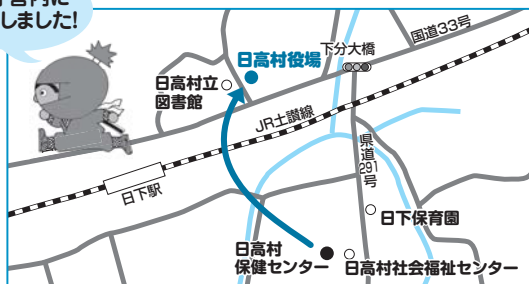 しました!
国道33号
下分大橋
日高村役場
日高村立
図書館
JR土讃線
県道291号
日下駅
日下保育園
日高村
保健センター
日高村社会福祉センター